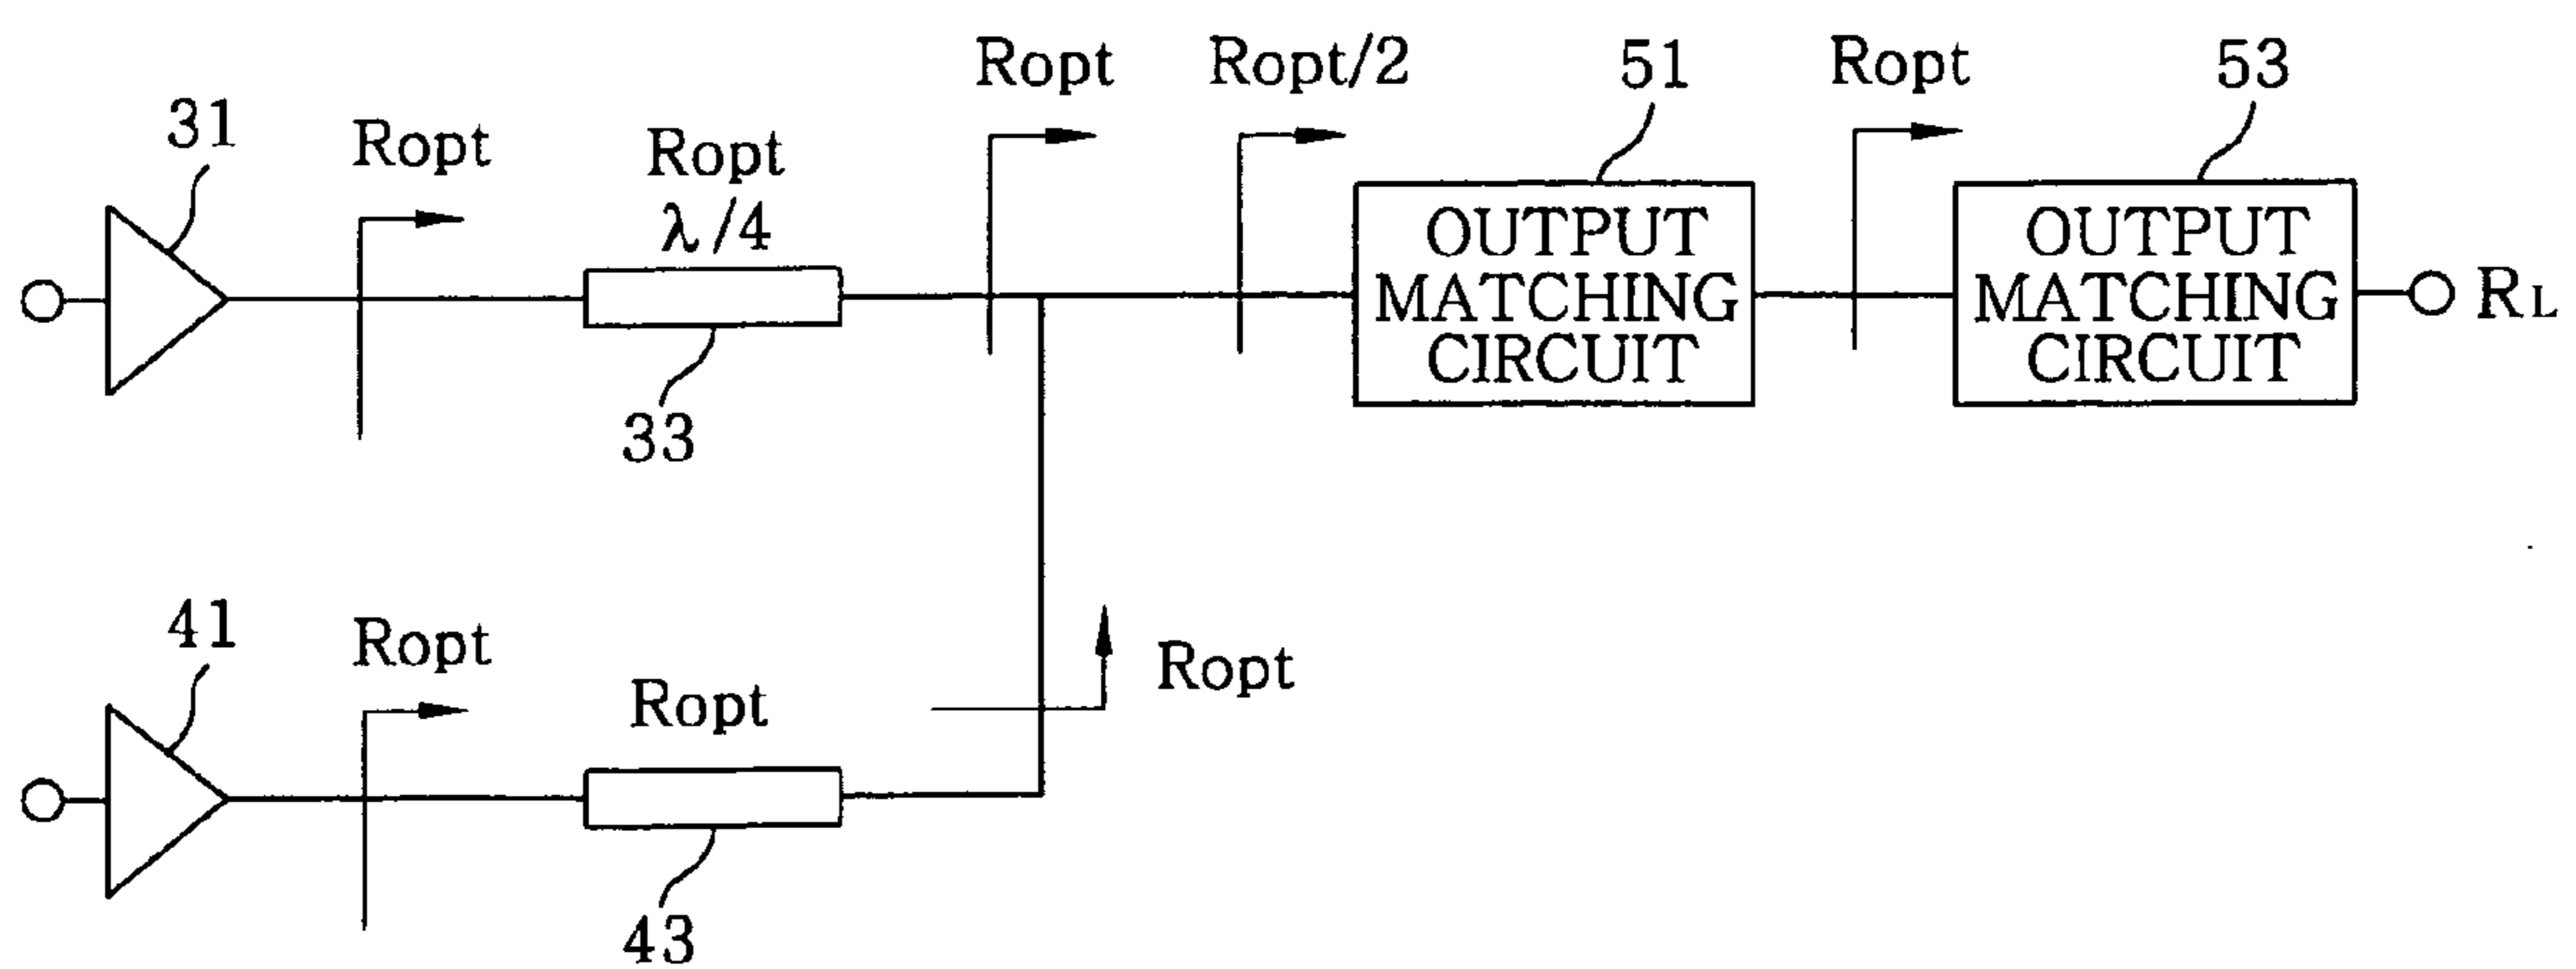 31
Ropt
Ropt
λ/4
33
Ropt
Ropt/2
51
OUTPUT
MATCHING
CIRCUIT
Ropt
53
OUTPUT
MATCHING
CIRCUIT
RL
41
Ropt
Ropt
43
Ropt